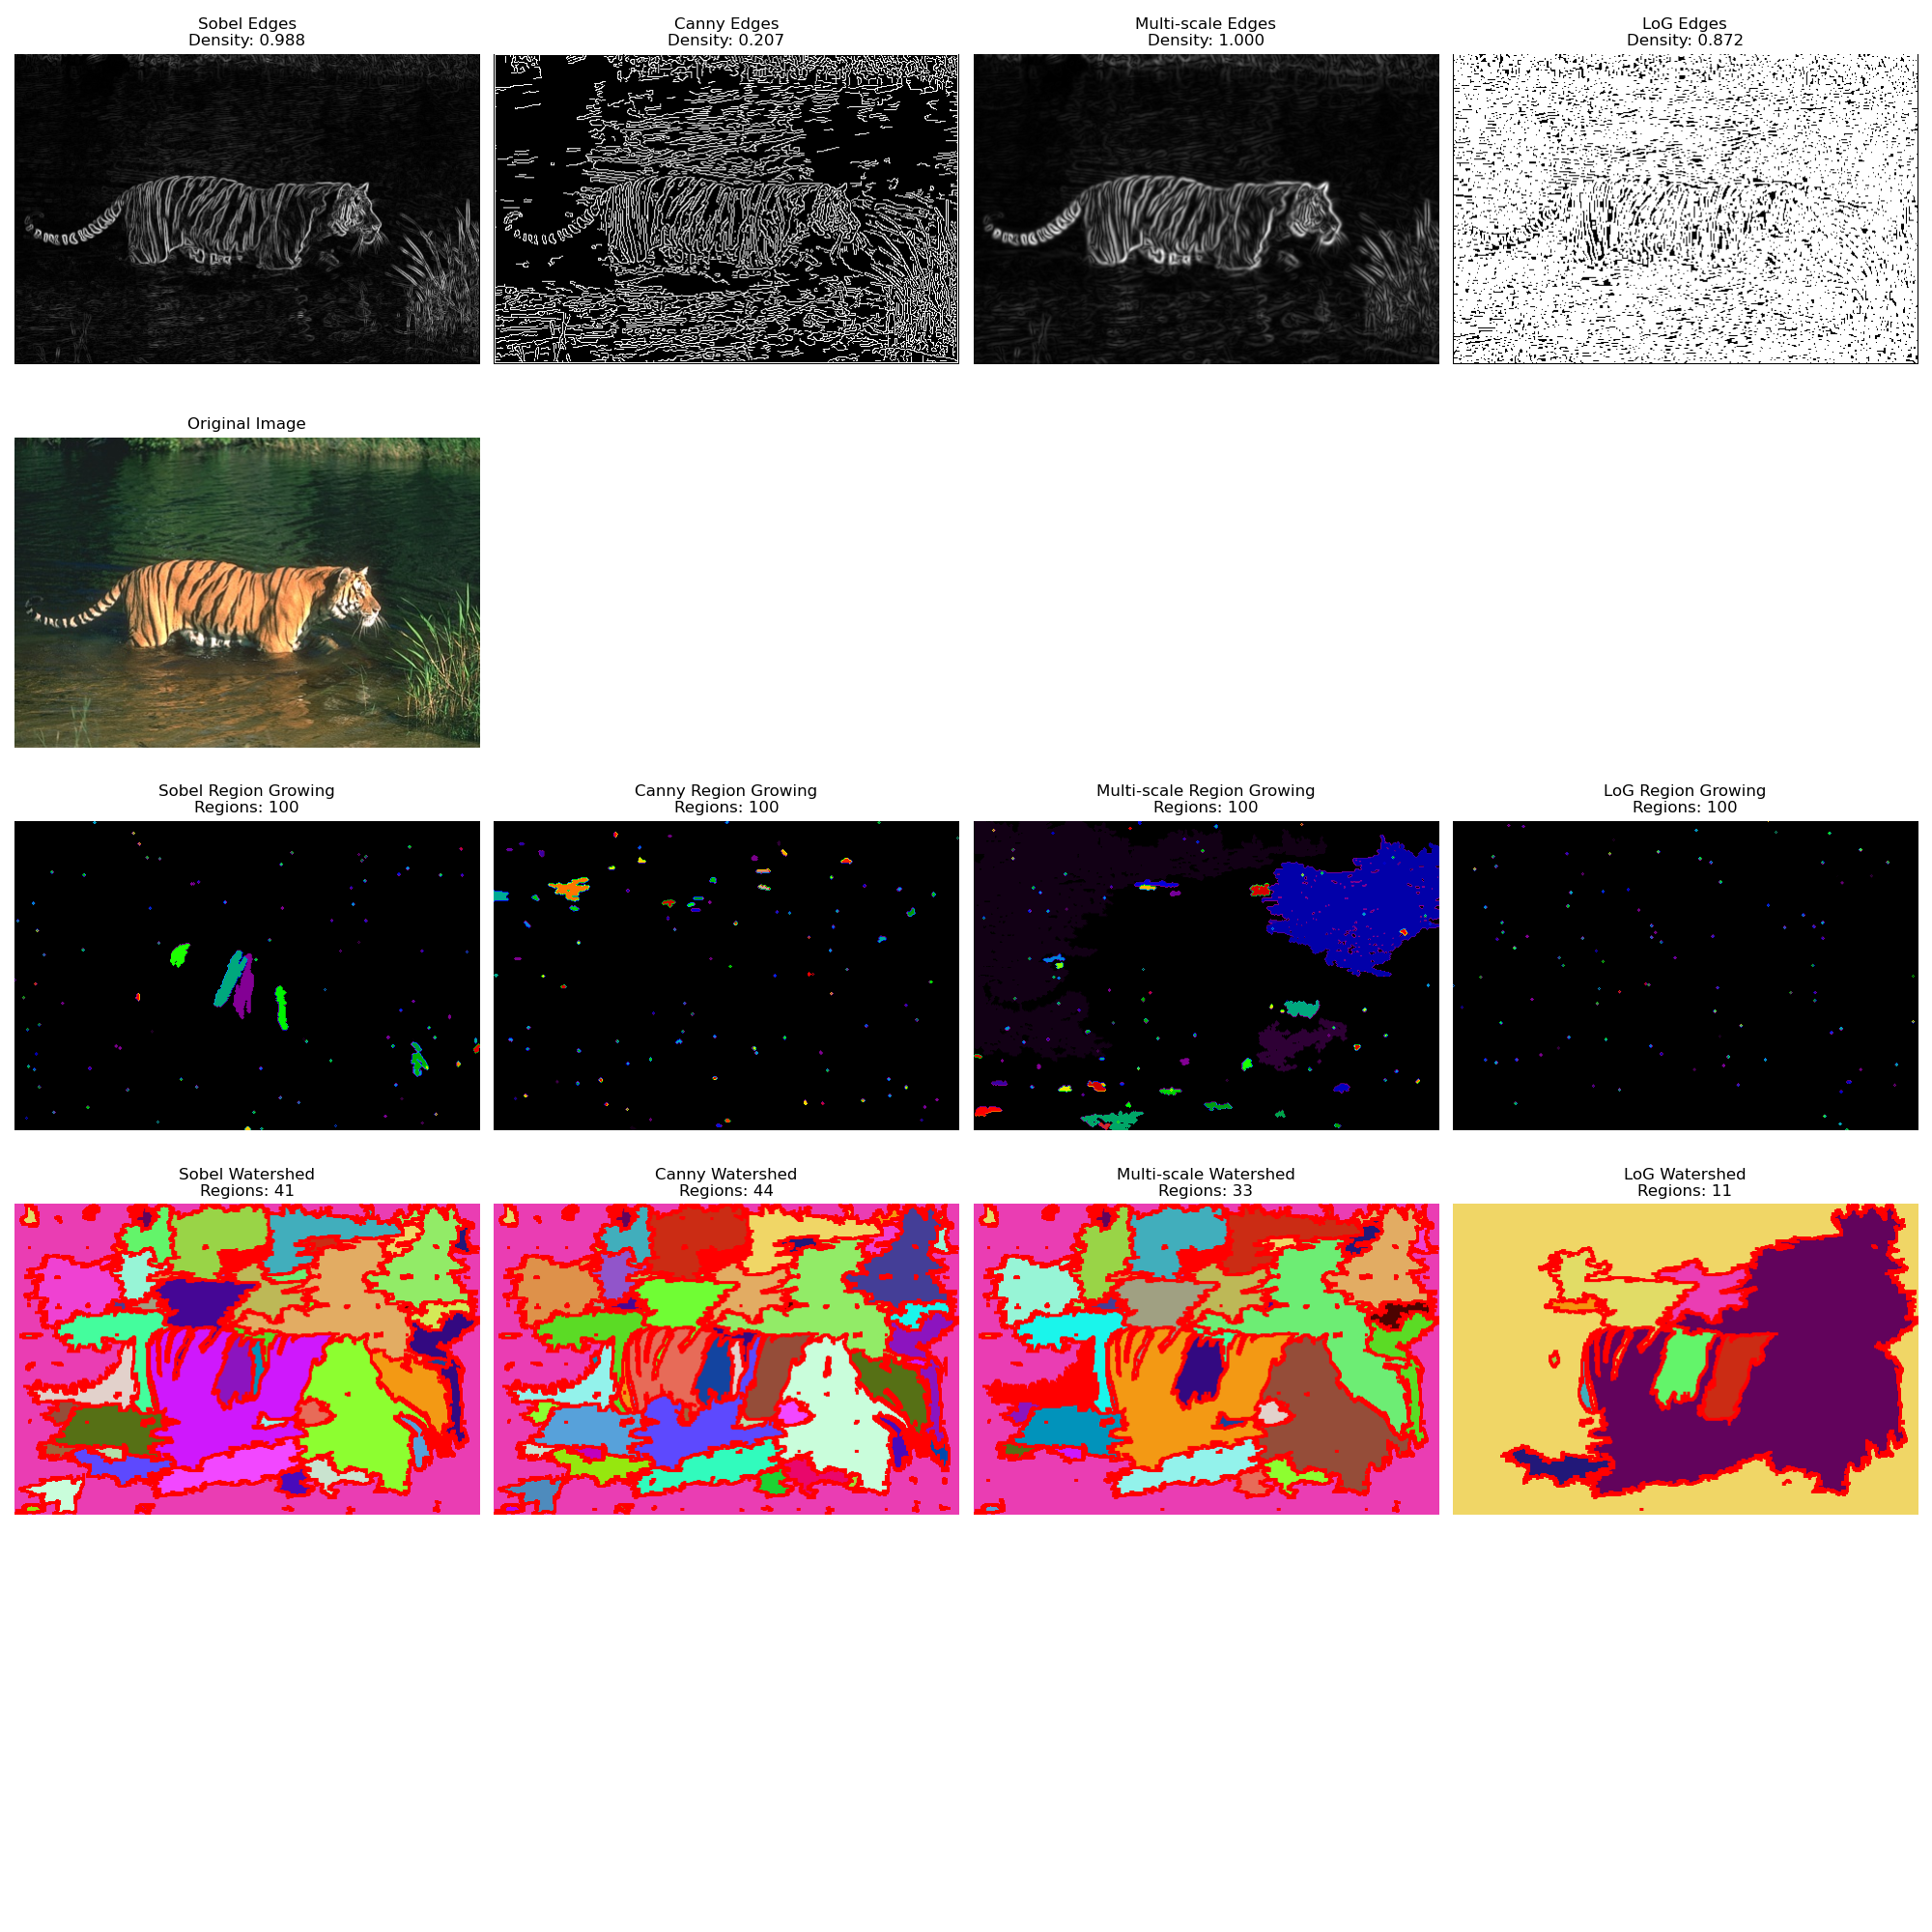 Sobel Edges
Density: 0.988
Canny Edges
Density: 0.207
Multi-scale Edges
Density: 1.000
LoG Edges
Density: 0.872
Original Image
Sobel Region Growing
Regions: 100
Canny Region Growing
Regions: 100
Multi-scale Region Growing
Regions: 100
LoG Region Growing
Regions: 100
Sobel Watershed
Regions: 41
Canny Watershed
Regions: 44
Multi-scale Watershed
Regions: 33
LoG Watershed
Regions: 11